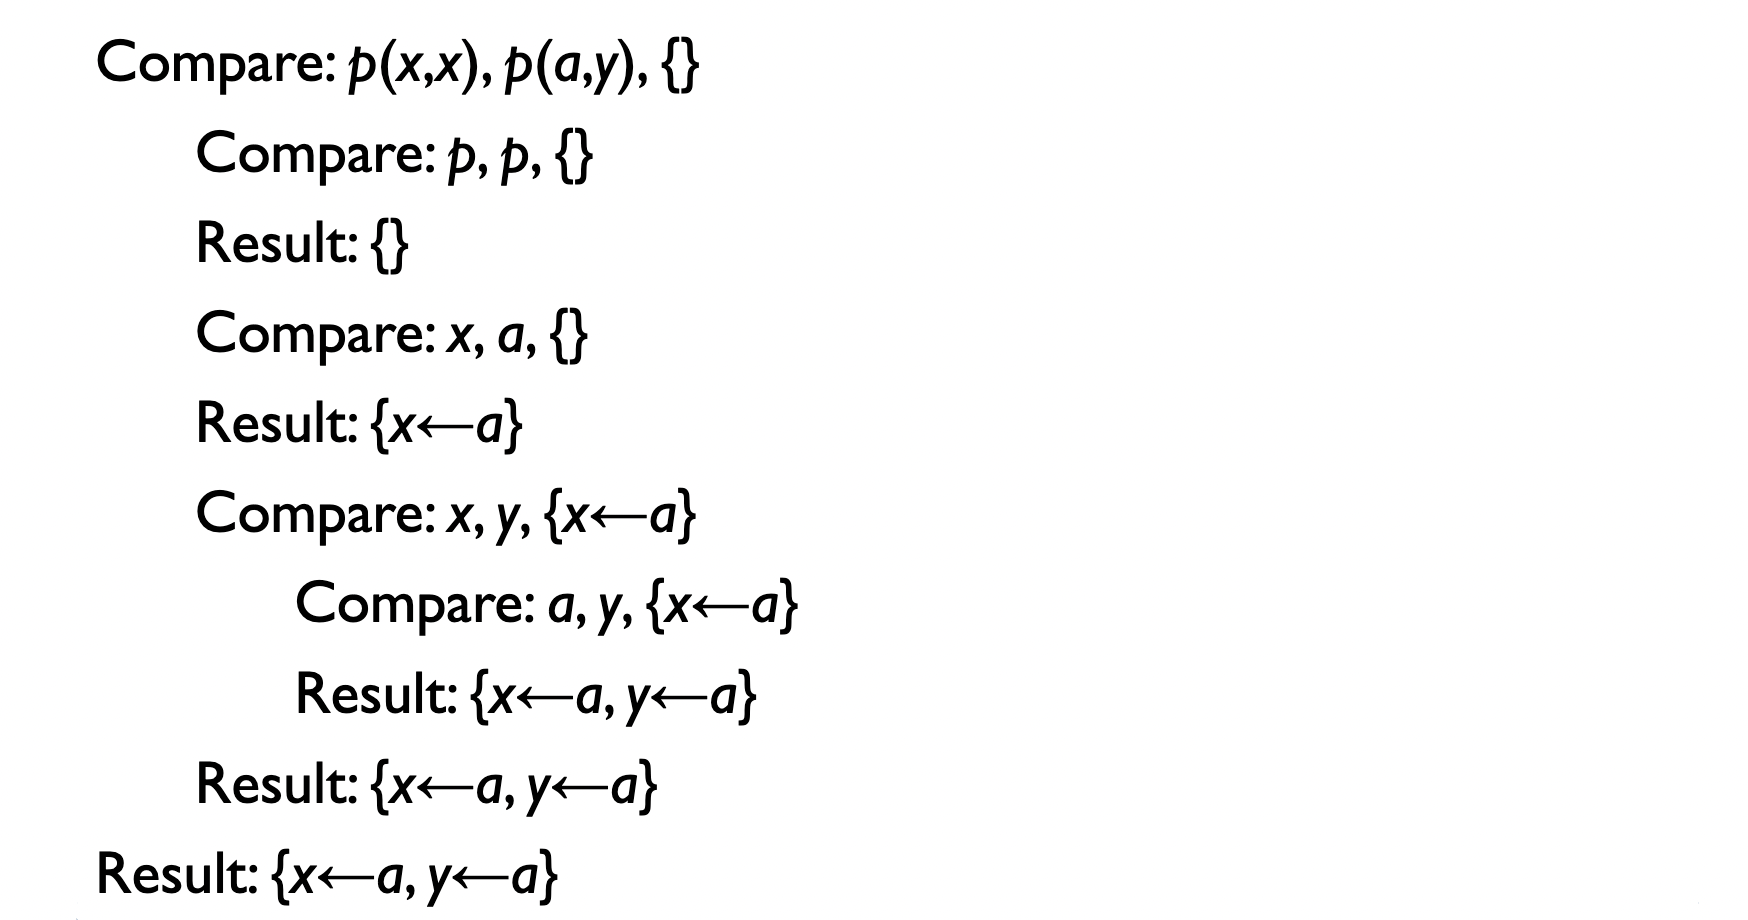 Compare: p(x,x), p(a,y), {}
Compare: p, p, {}
Result: {}
Compare: x, a, {}
Result: {x←a}
Compare: x, y, {x←a}
Compare: a, y, {x←a}
Result: {x←a, y←a}
Result: {x←a, y←a}
Result: {x←a, y←a}